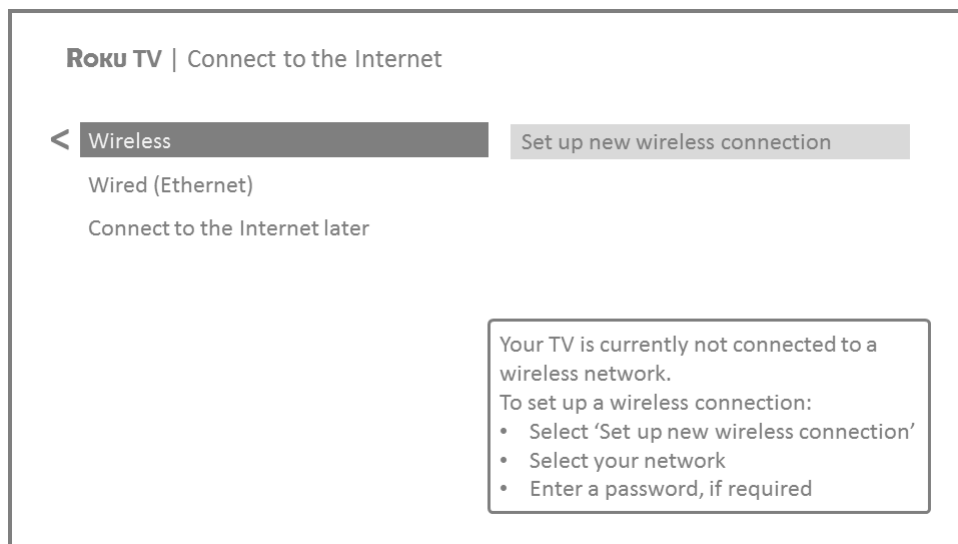 ROKU TV | Connect to the Internet
< Wireless
Set up new wireless connection
Wired (Ethernet)
Connect to the Internet later
Your TV is currently not connected to a
wireless network.
To set up a wireless connection:
• Select ‘Set up new wireless connection’
• Select your network
• Enter a password, if required